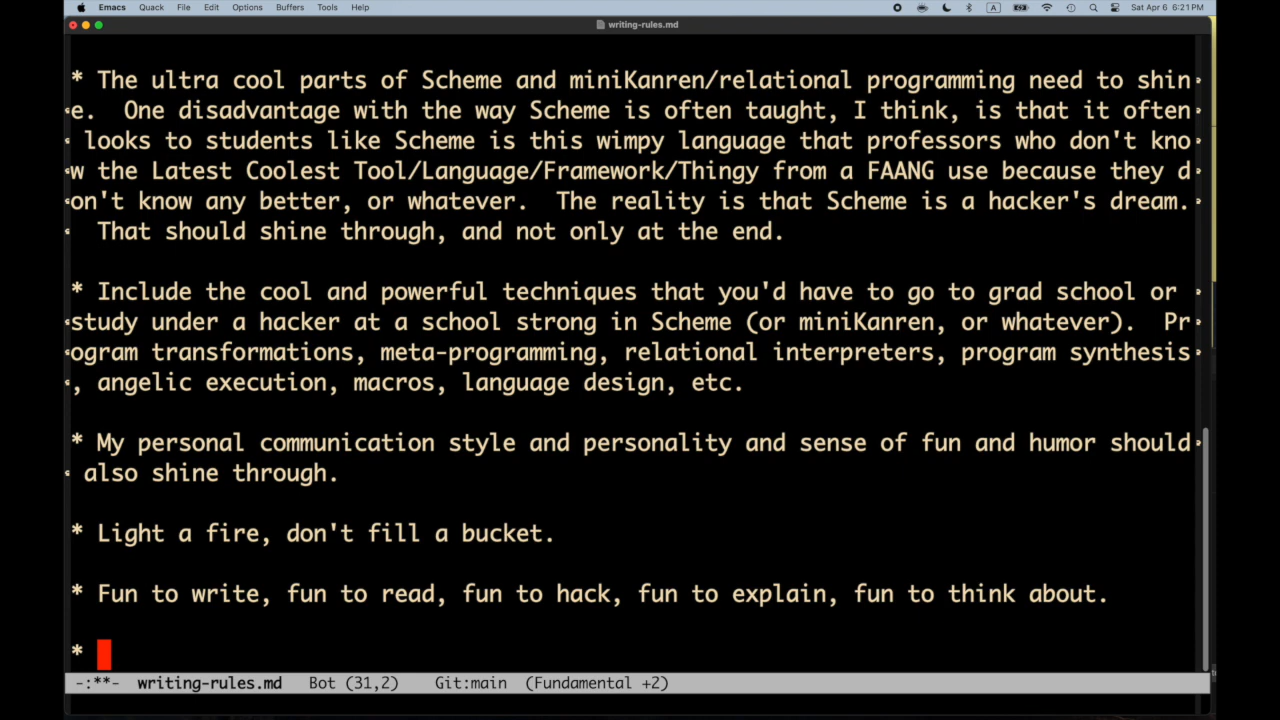 Emacs Quack File Edit Options Buffers Tools Help Sat Apr 6 6:21 PM
writing-rules.md
* The ultra cool parts of Scheme and miniKanren/relational programming need to shin
e.  One disadvantage with the way Scheme is often taught, I think, is that it often
 looks to students like Scheme is this wimpy language that professors who don't kno
w the Latest Coolest Tool/Language/Framework/Thingy from a FAANG use because they d
on't know any better, or whatever.  The reality is that Scheme is a hacker's dream.
  That should shine through, and not only at the end.
* Include the cool and powerful techniques that you'd have to go to grad school or
study under a hacker at a school strong in Scheme (or miniKanren, or whatever).  Pr
ogram transformations, meta-programming, relational interpreters, program synthesis
, angelic execution, macros, language design, etc.
* My personal communication style and personality and sense of fun and humor should
 also shine through.
* Light a fire, don't fill a bucket.
* Fun to write, fun to read, fun to hack, fun to explain, fun to think about.
*
-:**-  writing-rules.md   Bot (31,2)   Git:main  (Fundamental +2)